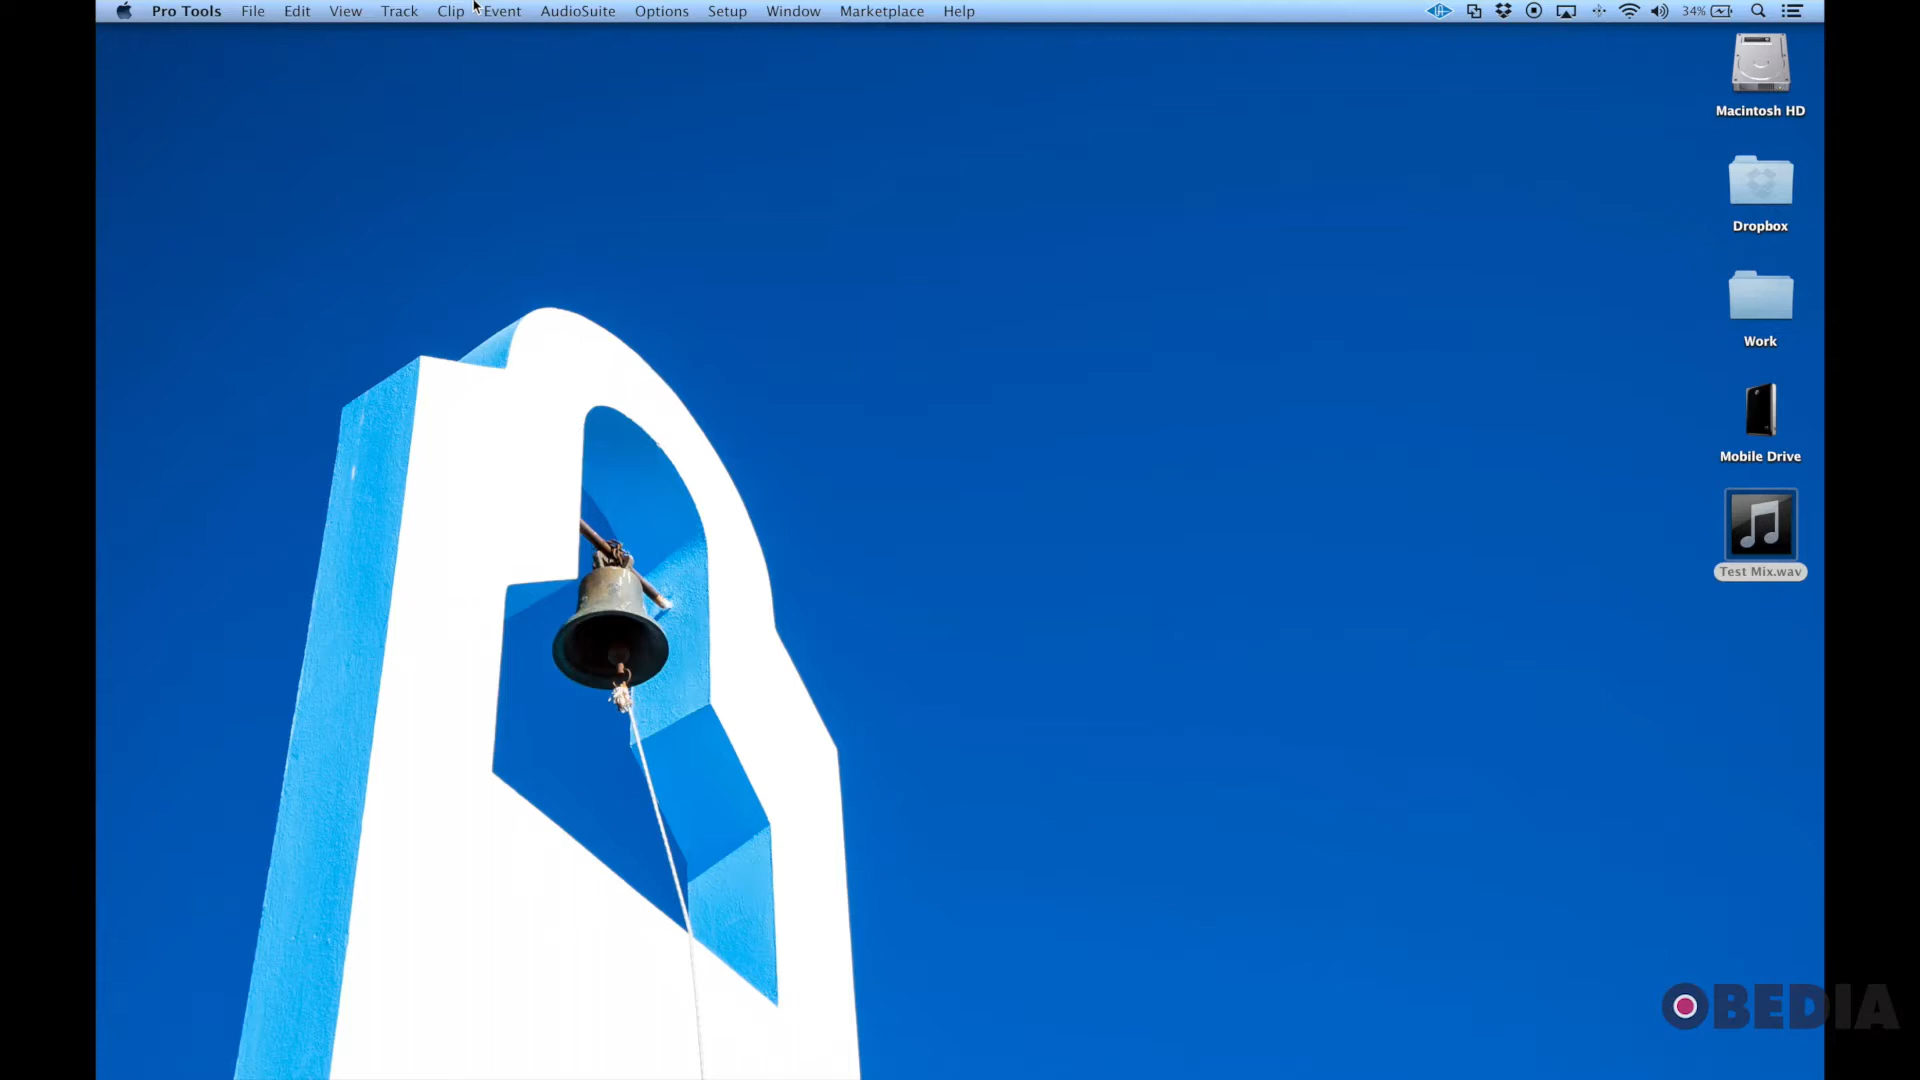 Pro Tools File Edit View Track Clip Event AudioSuite Options Setup Window Marketplace Help 34%
Macintosh HD
Dropbox
Work
Mobile Drive
Test Mix.wav
OBEDIA